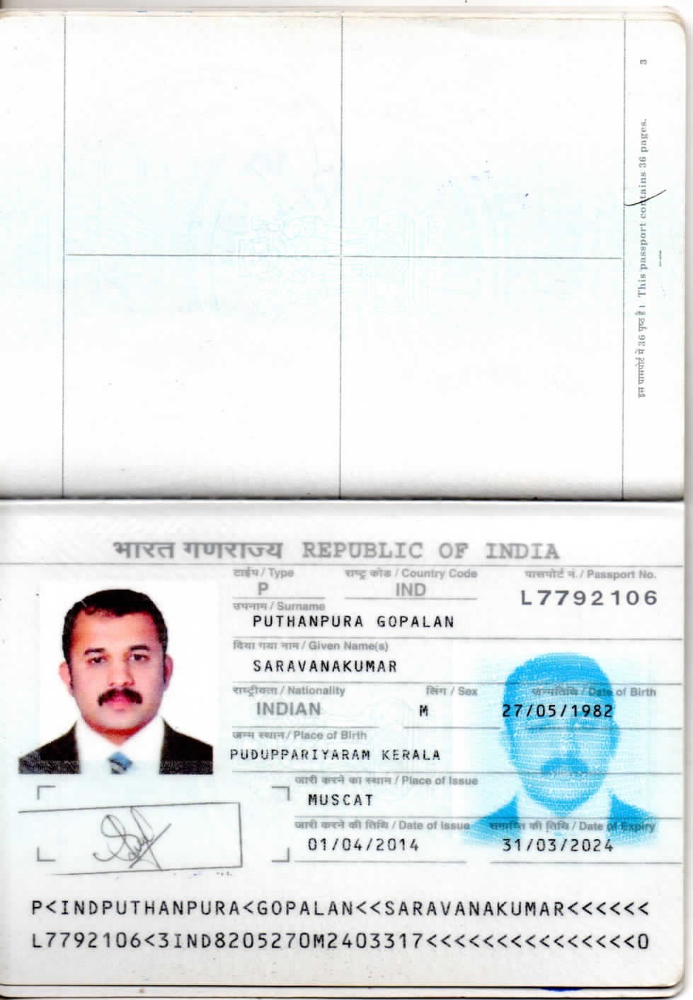 3
इस पासपोर्ट में 36 पृष्ठ हैं। This passport contains 36 pages.
भारत गणराज्य REPUBLIC OF INDIA
टाईप / Type राष्ट्र कोड / Country Code पासपोर्ट नं. / Passport No.
P IND L7792106
उपनाम / Surname
PUTHANPURA GOPALAN
दिया गया नाम / Given Name(s)
SARAVANAKUMAR
राष्ट्रीयता / Nationality लिंग / Sex जन्मतिथि / Date of Birth
INDIAN M 27/05/1982
जन्म स्थान / Place of Birth
PUDUPPARIYARAM KERALA
जारी करने का स्थान / Place of Issue
MUSCAT
जारी करने की तिथि / Date of Issue समाप्ति की तिथि / Date of Expiry
01/04/2014 31/03/2024
P<INDPUTHANPURA<GOPALAN<<SARAVANAKUMAR<<<<<<
L7792106<3IND8205270M2403317<<<<<<<<<<<<<<<0